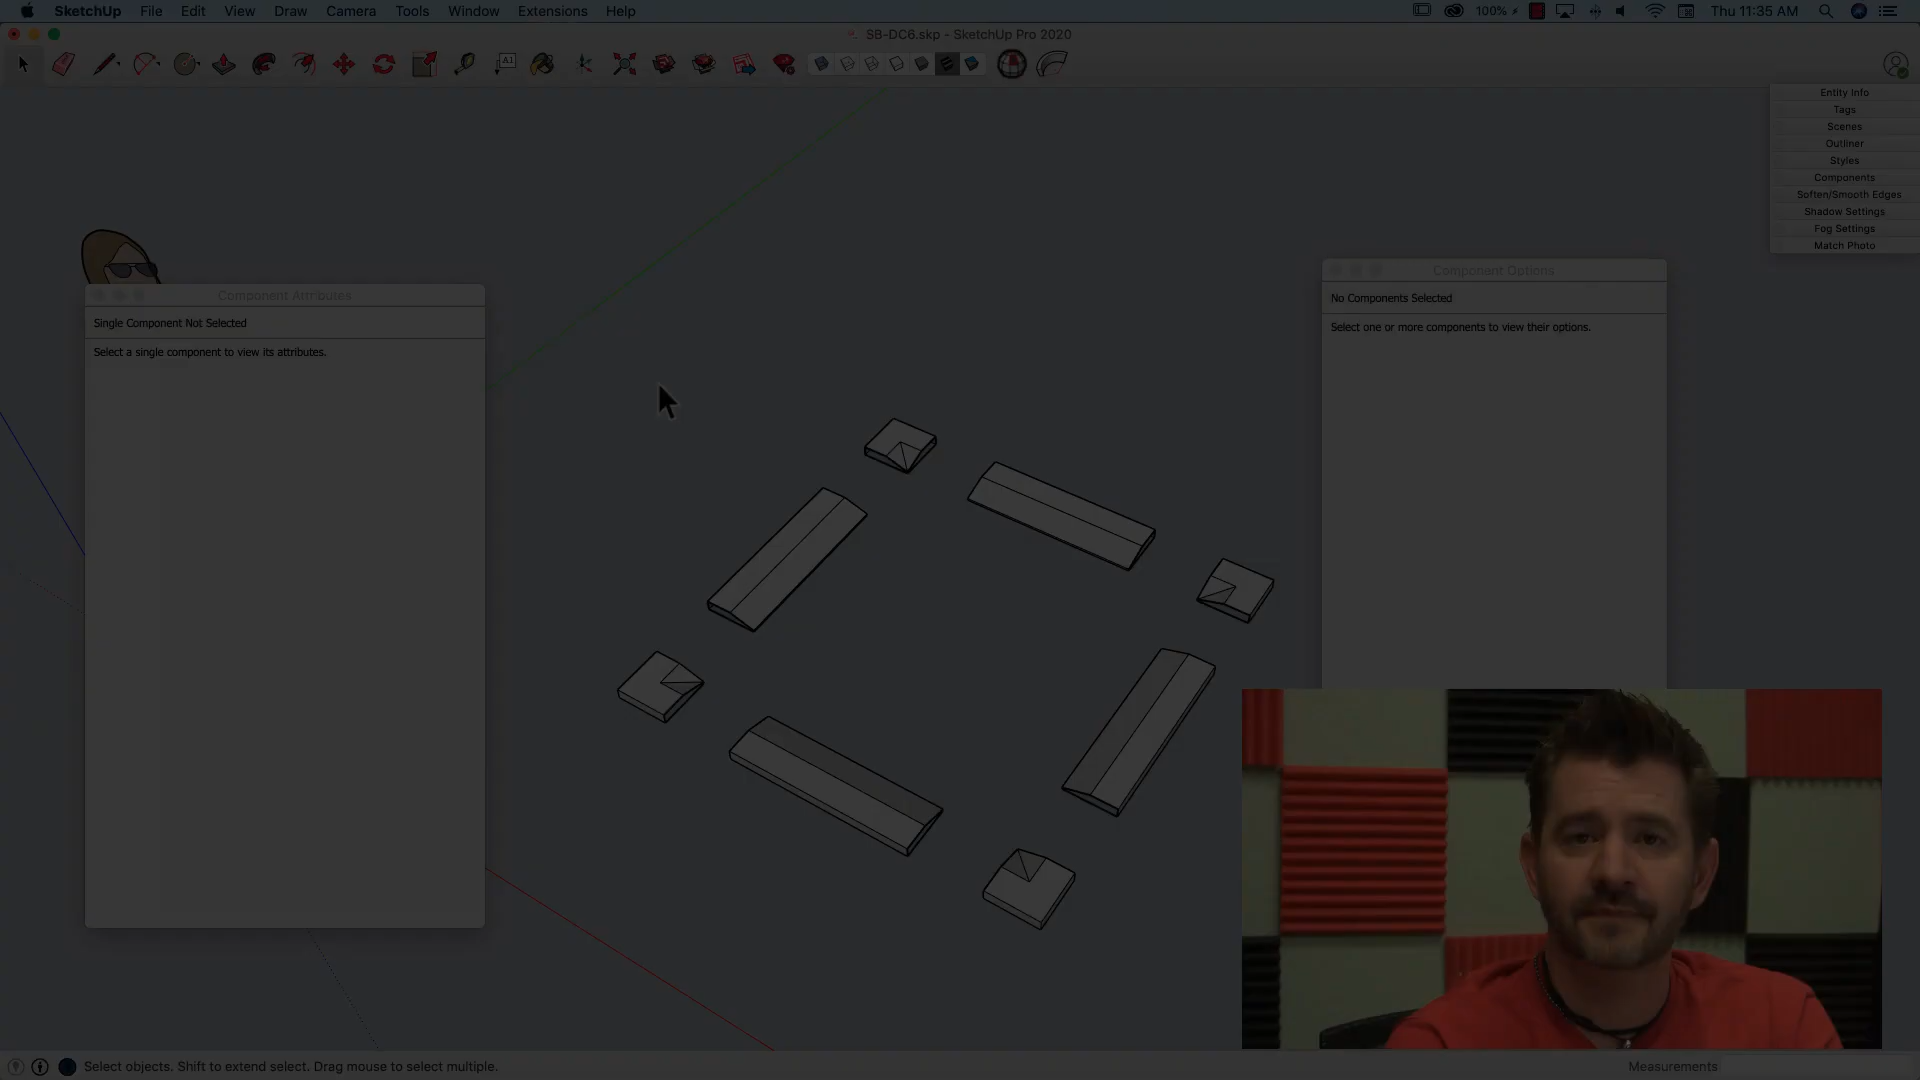 SketchUp File Edit View Draw Camera Tools Window Extensions Help
100% Thu 11:35 AM
SB-DC6.skp - SketchUp Pro 2020
A1
Entity Info
Tags
Scenes
Outliner
Styles
Components
Soften/Smooth Edges
Shadow Settings
Fog Settings
Match Photo
Component Attributes
Single Component Not Selected
Select a single component to view its attributes.
Component Options
No Components Selected
Select one or more components to view their options.
Select objects. Shift to extend select. Drag mouse to select multiple.
Measurements